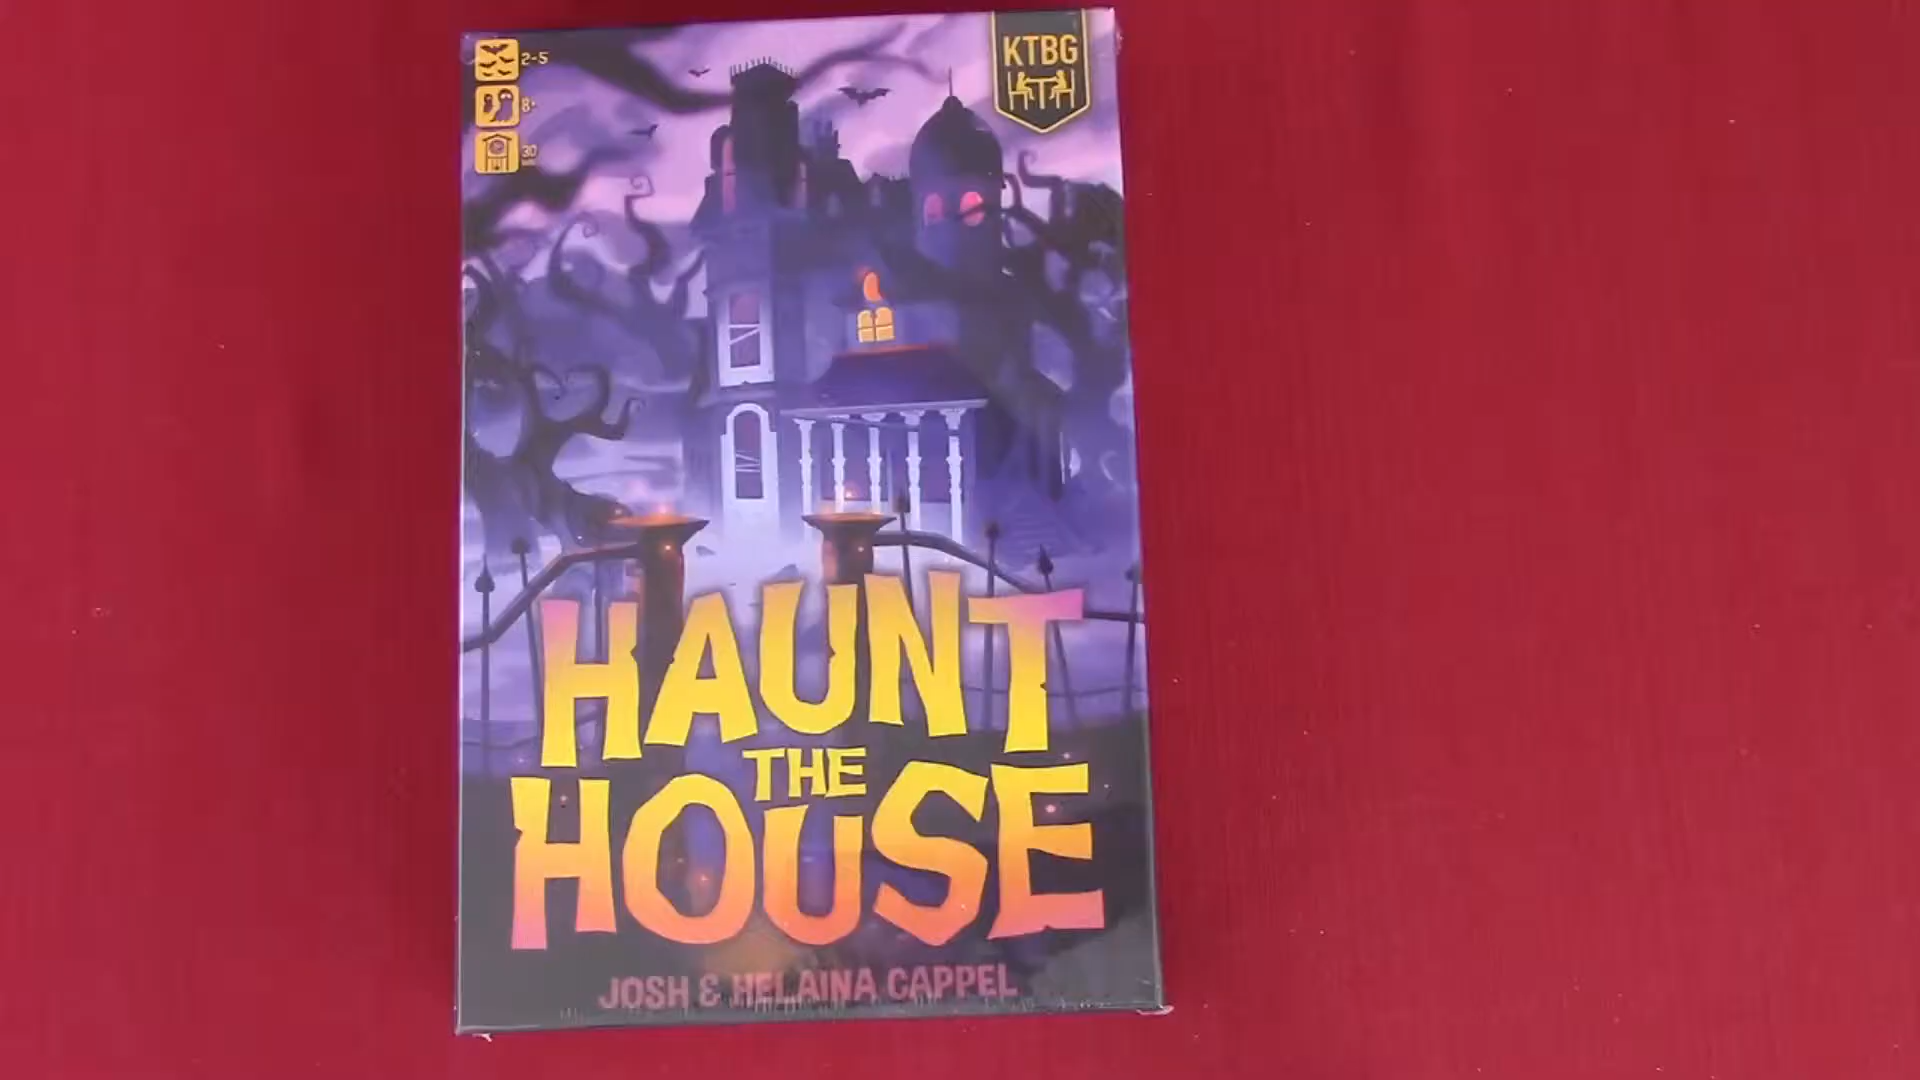 2-5
8+
30
KTBG
HAUNT
THE
HOUSE
JOSH & HELAINA CAPPEL